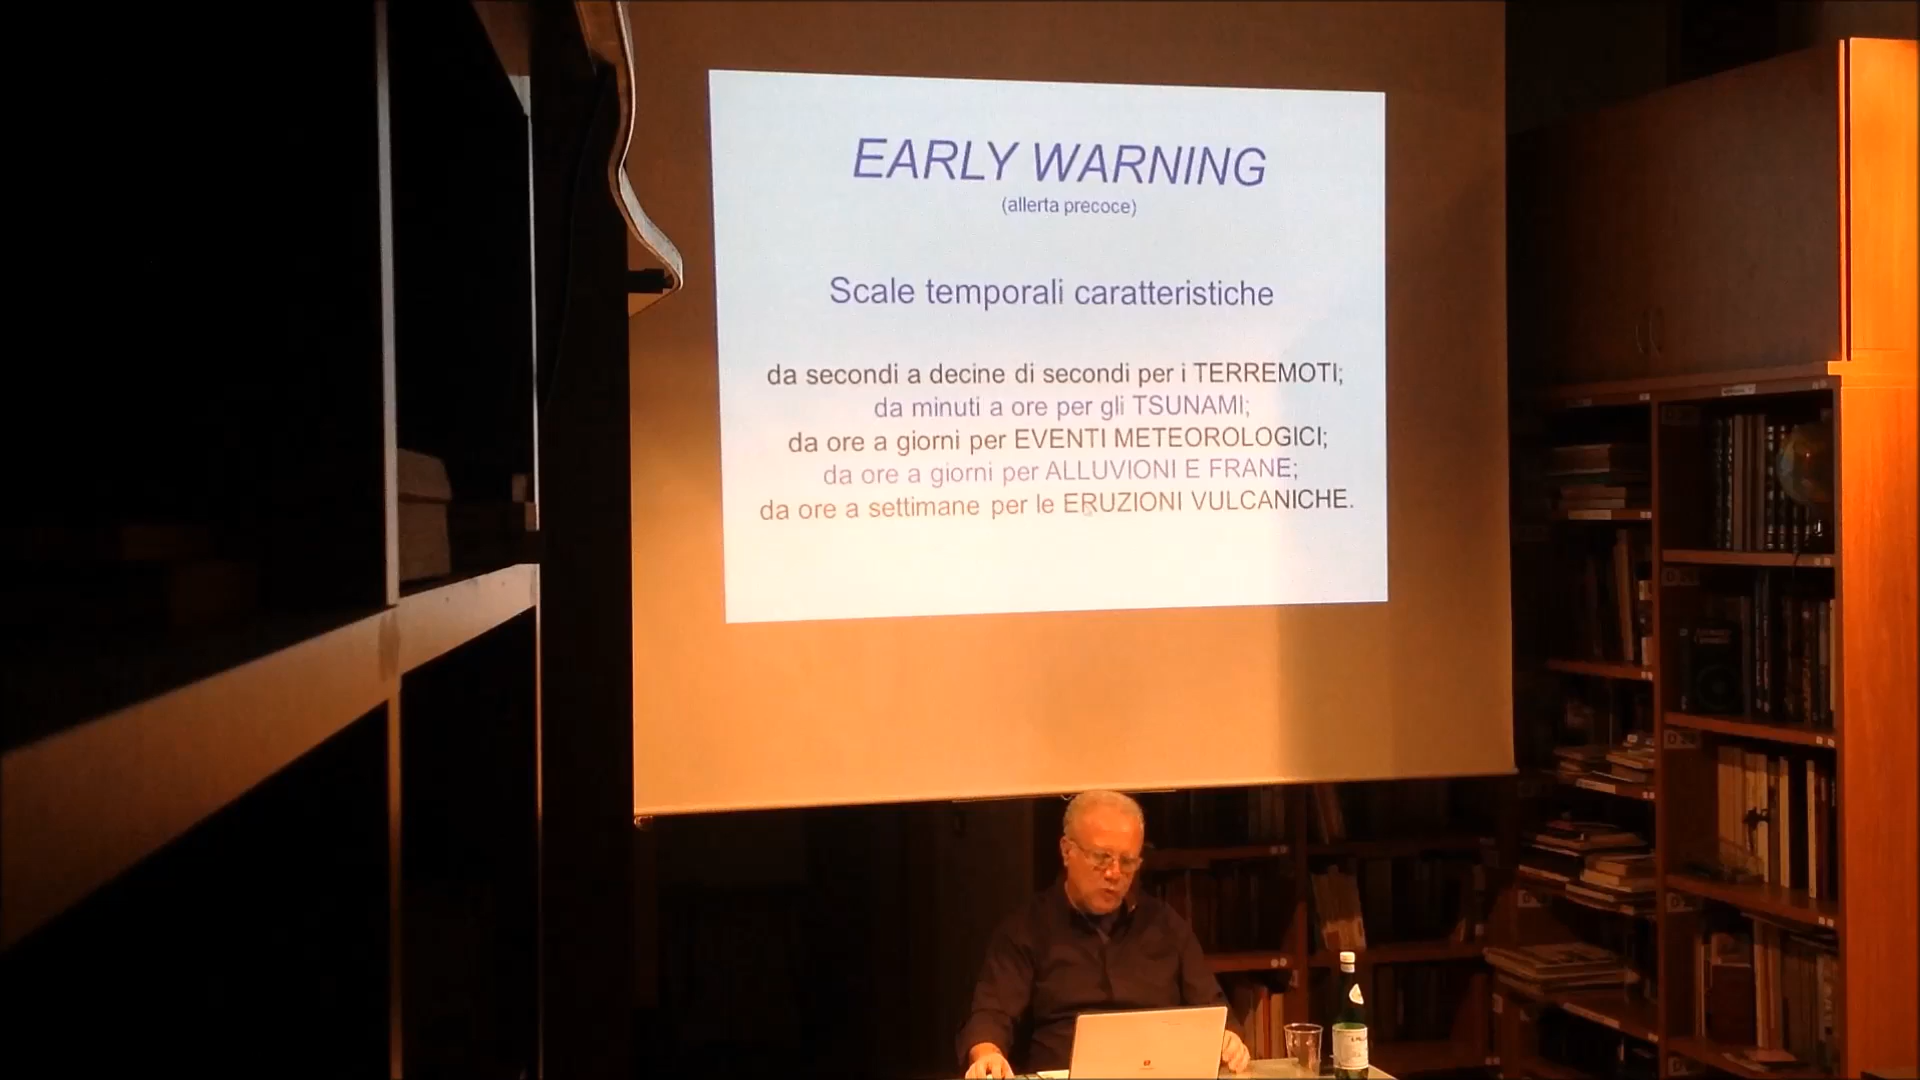 EARLY WARNING
(allerta precoce)
Scale temporali caratteristiche
da secondi a decine di secondi per i TERREMOTI;
da minuti a ore per gli TSUNAMI;
da ore a giorni per EVENTI METEOROLOGICI;
da ore a giorni per ALLUVIONI E FRANE;
da ore a settimane per le ERUZIONI VULCANICHE.